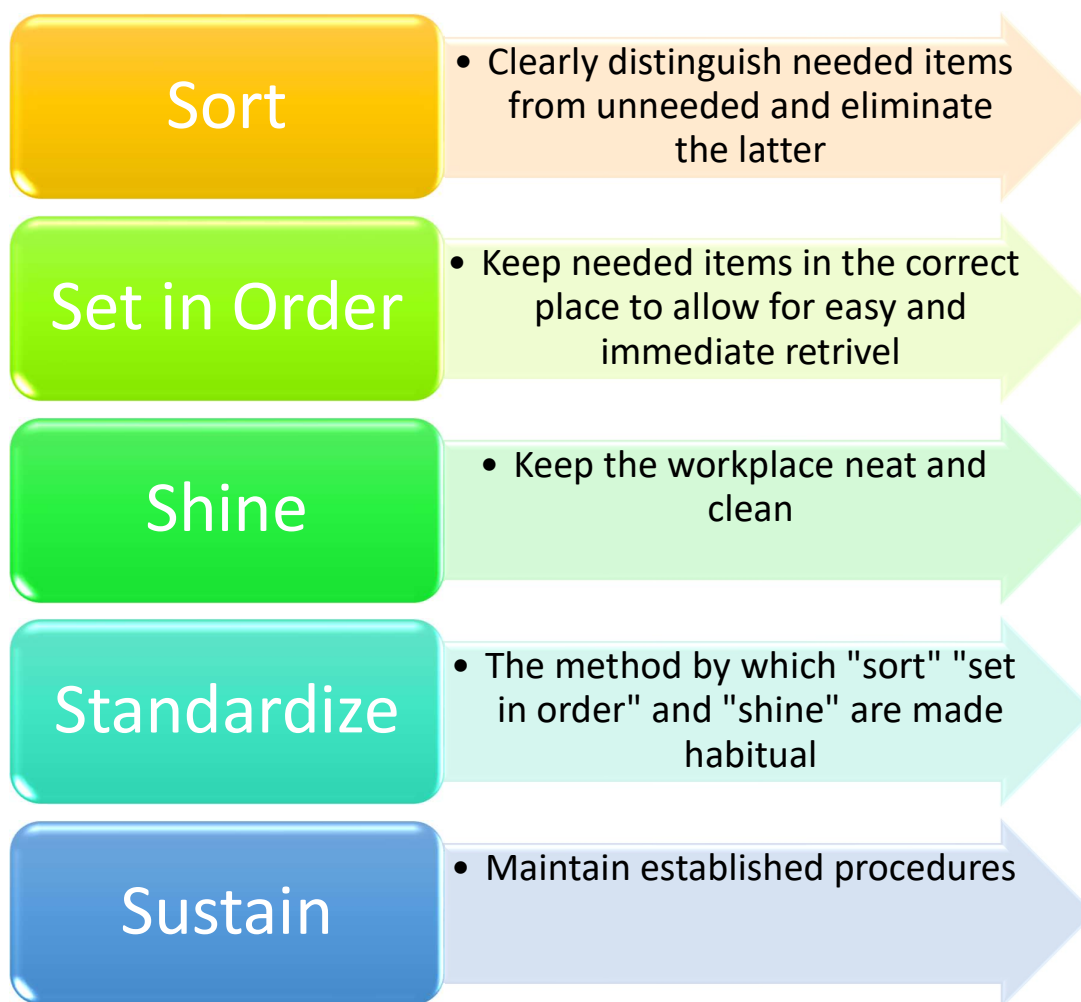 Sort
• Clearly distinguish needed items
from unneeded and eliminate
the latter
Set in Order
• Keep needed items in the correct
place to allow for easy and
immediate retrivel
Shine
• Keep the workplace neat and
clean
Standardize
• The method by which "sort" "set
in order" and "shine" are made
habitual
Sustain
• Maintain established procedures